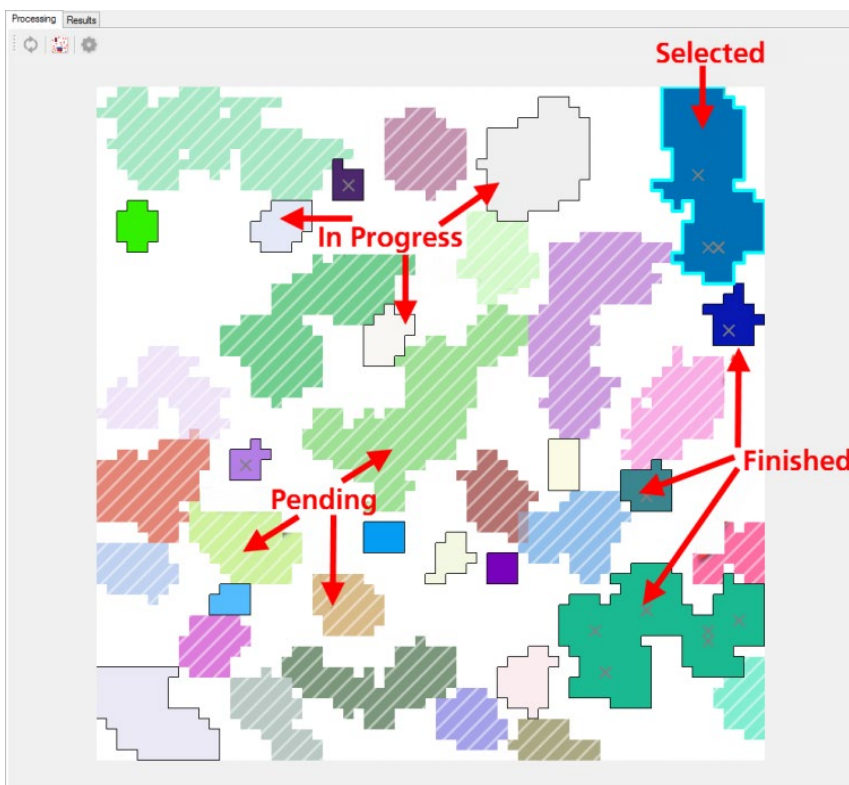 Processing Results
Selected
In Progress
Finished
Pending